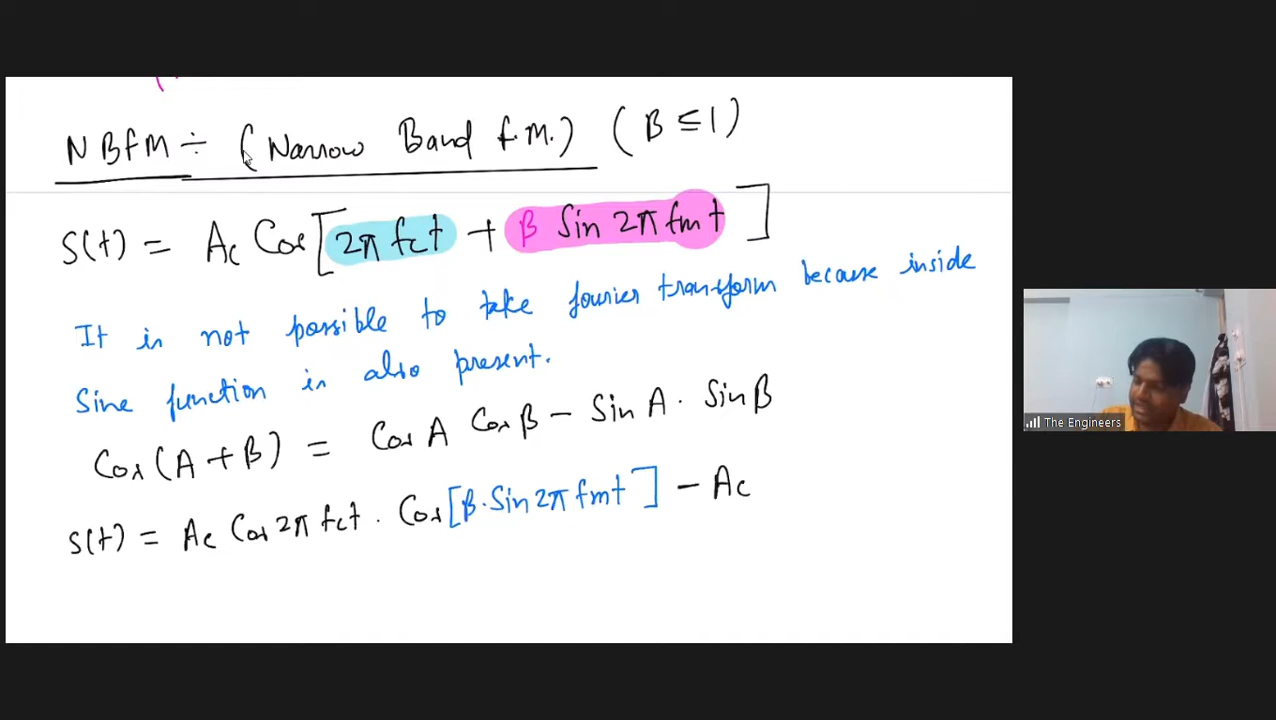 NBFM ÷ (Narrow Band f.M.) (B ≤ 1)
S(t) = Ac Cos[2π fct + β Sin 2π fmt]
It is not possible to take fourier transform because inside
Sine function is also present.
Cos(A + B) = Cos A Cos B − Sin A · Sin B
S(t) = Ac Cos 2π fct · Cos[β· Sin 2π fmt] − Ac
The Engineers